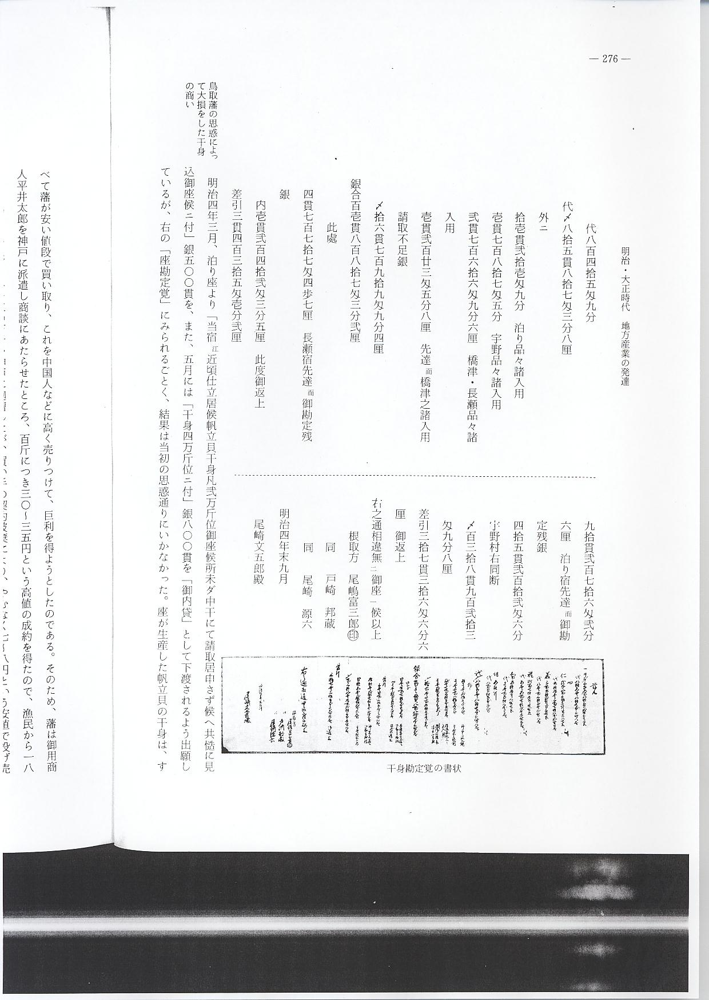 ― 276 ―
明治・大正時代　地方産業の発達
代八百四拾五匁九分
代〆八拾五貫八拾七匁三分八厘
外ニ
拾壱貫弐拾壱匁九分　泊り品々諸入用
壱貫七百八拾七匁五分　宇野品々諸入用
弐貫七百六拾六匁九分六厘　橋津・長瀬品々諸
入用
壱貫弐百廿三匁五分八厘　先達而橋津之諸入用
請取不足銀
〆拾六貫七百九拾九匁九分四厘
銀合百壱貫八百八拾七匁三分弐厘
此處
四貫七百七拾七匁四歩七厘　長瀬宿先達而御勘定残
銀
内壱貫弐百四拾弐匁三分五厘　此度御返上
差引三貫四百三拾五匁壱分弐厘
九拾貫弐百七拾六匁弐分
六厘　泊り宿先達而御勘
定残銀
四拾五貫弐百拾弐匁六分
宇野村右同断
〆百三拾八貫九百弐拾三
匁九分八厘
差引三拾七貫三拾六匁六分六
厘　御返上
右之通相違無ニ御座一候以上
根取方　尾嶋富三郎㊞
同　戸崎　邦蔵
同　尾崎　源六
明治四年末九月
尾崎文五郎殿
干身勘定覚の書状
鳥取藩の思惑によっ
て大損をした干身
の商い
明治四年三月、泊り座より「当宿江近頃仕立居候帆立貝干身凡弐万斤位御座候所未ダ中干にて請取居申さず候へ共慥に見
込御座候ニ付」銀五〇〇貫を、また、五月には「干身四万斤位ニ付」銀八〇〇貫を「御内貸」として下渡されるよう出願し
ているが、右の「座勘定覚」にみられるごとく、結果は当初の思惑通りにいかなかった。座が生産した帆立貝の干身は、す
べて藩が安い値段で買い取り、これを中国人などに高く売りつけて、巨利を得ようとしたのである。そのため、藩は御用商
人平井太郎を神戸に派遣し商談にあたらせたところ、百斤につき三〇～三五円という高値の成約を得たので、漁民から一八